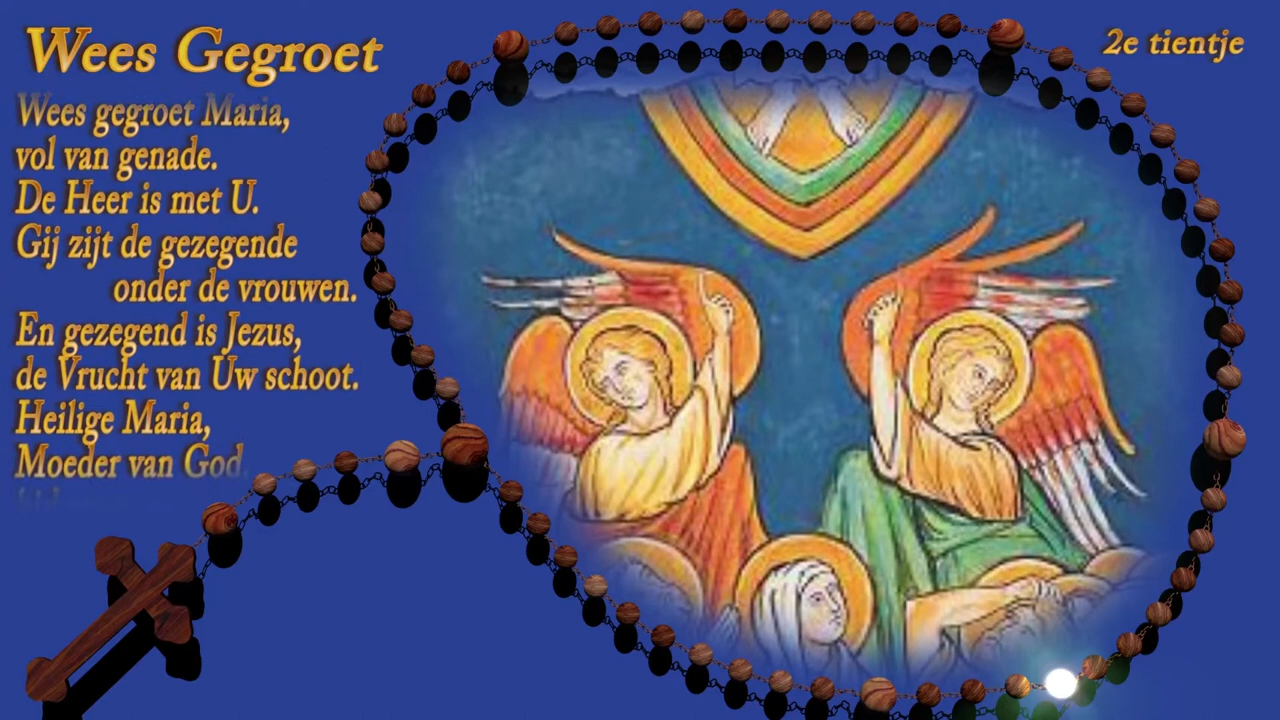 Wees Gegroet
2e tientje
Wees gegroet Maria,
vol van genade.
De Heer is met U.
Gij zijt de gezegende
onder de vrouwen.
En gezegend is Jezus,
de Vrucht van Uw schoot.
Heilige Maria,
Moeder van God